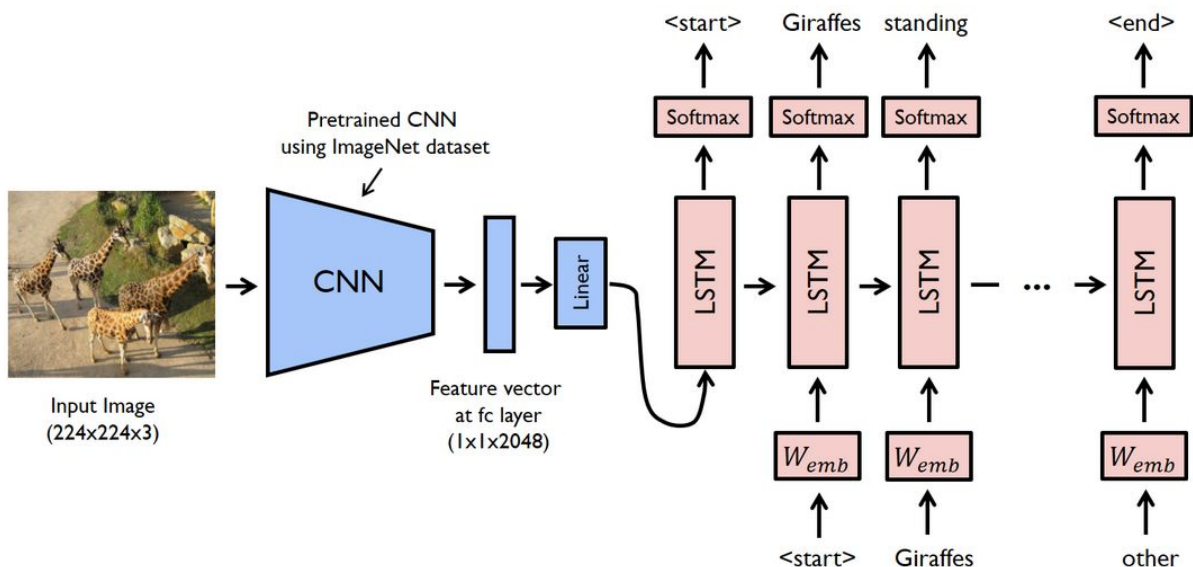 <start> Giraffes standing <end>
Softmax Softmax Softmax Softmax
Pretrained CNN
using ImageNet dataset
CNN
Linear
LSTM LSTM LSTM ... LSTM
Input Image
(224x224x3)
Feature vector
at fc layer
(1x1x2048)
W_emb W_emb W_emb
<start> Giraffes other